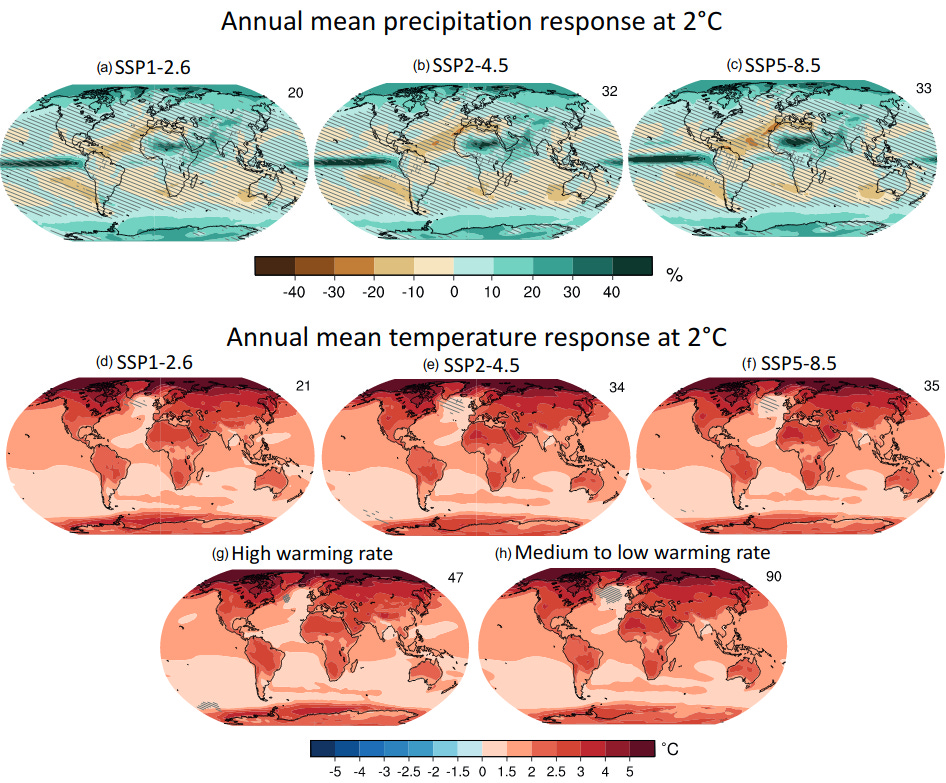 Annual mean precipitation response at 2°C
(a) SSP1-2.6
20
(b) SSP2-4.5
32
(c) SSP5-8.5
33
-40 -30 -20 -10 0 10 20 30 40 %
Annual mean temperature response at 2°C
(d) SSP1-2.6
21
(e) SSP2-4.5
34
(f) SSP5-8.5
35
(g) High warming rate
47
(h) Medium to low warming rate
90
-5 -4 -3 -2.5 -2 -1.5 0 1.5 2 2.5 3 4 5 °C